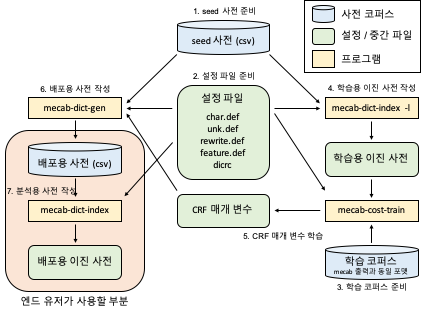 1. seed 사전 준비
seed 사전 (csv)
사전 코퍼스
설정 / 중간 파일
프로그램
6. 배포용 사전 작성
mecab-dict-gen
2. 설정 파일 준비
설정 파일
char.def
unk.def
rewrite.def
feature.def
dicrc
4. 학습용 이진 사전 작성
mecab-dict-index -l
배포용 사전 (csv)
학습용 이진 사전
7. 분석용 사전 작성
mecab-dict-index
CRF 매개 변수
mecab-cost-train
5. CRF 매개 변수 학습
배포용 이진 사전
학습 코퍼스
mecab 출력과 동일 포맷
3. 학습 코퍼스 준비
엔드 유저가 사용할 부분